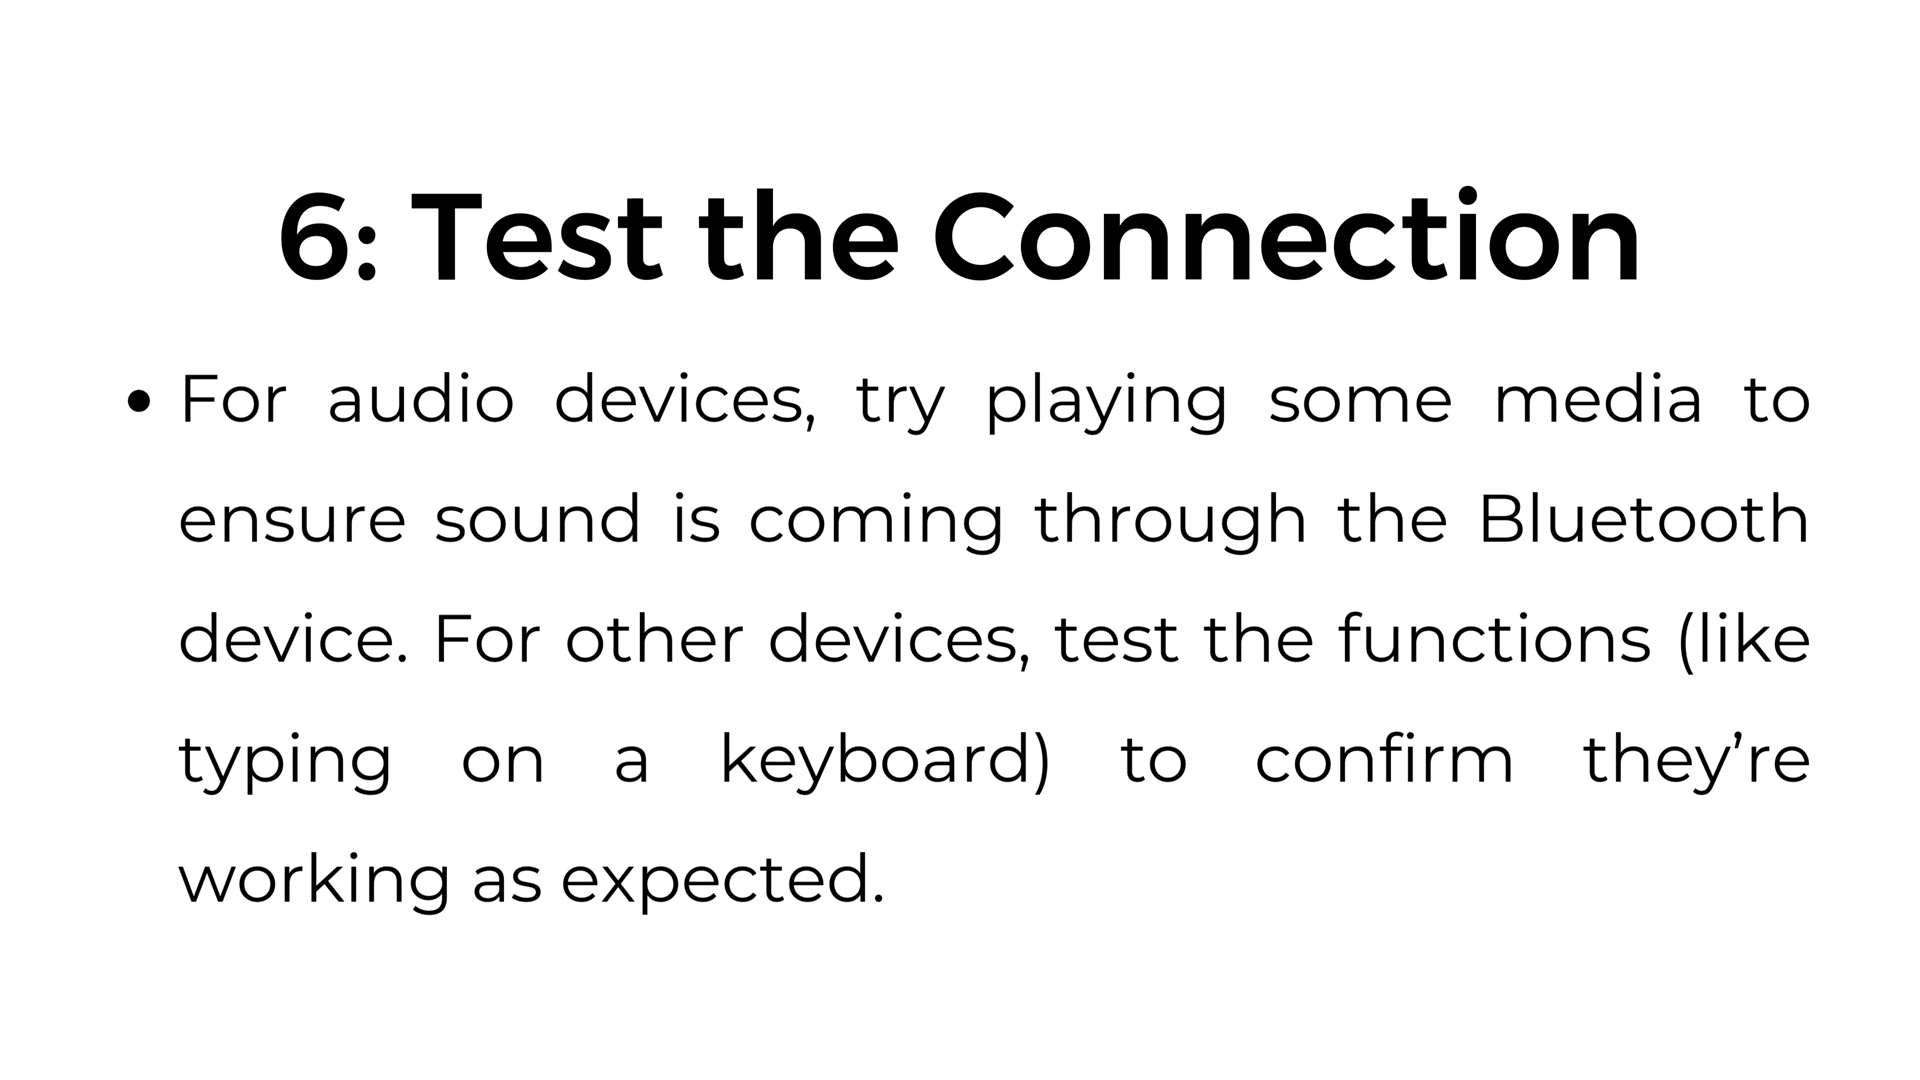 6: Test the Connection
• For audio devices, try playing some media to
ensure sound is coming through the Bluetooth
device. For other devices, test the functions (like
typing on a keyboard) to confirm they’re
working as expected.